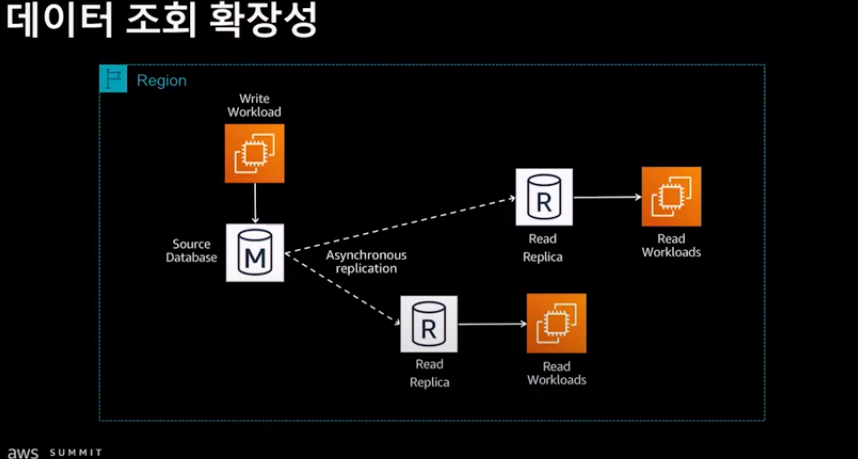 데이터 조회 확장성
Region
Write
Workload
Source
Database
M
Asynchronous
replication
R
Read
Replica
Read
Workloads
R
Read
Replica
Read
Workloads
aws SUMMIT